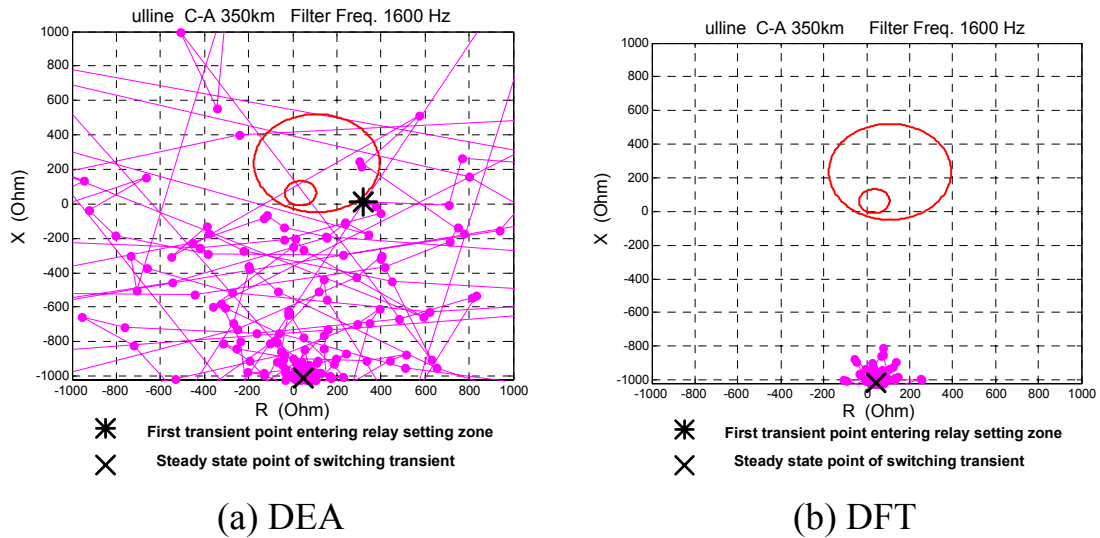 ulline C-A 350km Filter Freq. 1600 Hz
1000
800
600
400
200
0
-200
-400
-600
-800
-1000
X (Ohm)
-1000 -800 -600 -400 -200 0 200 400 600 800 1000
R (Ohm)
First transient point entering relay setting zone
Steady state point of switching transient
(a) DEA
ulline C-A 350km Filter Freq. 1600 Hz
1000
800
600
400
200
0
-200
-400
-600
-800
-1000
X (Ohm)
-1000 -800 -600 -400 -200 0 200 400 600 800 1000
R (Ohm)
First transient point entering relay setting zone
Steady state point of switching transient
(b) DFT